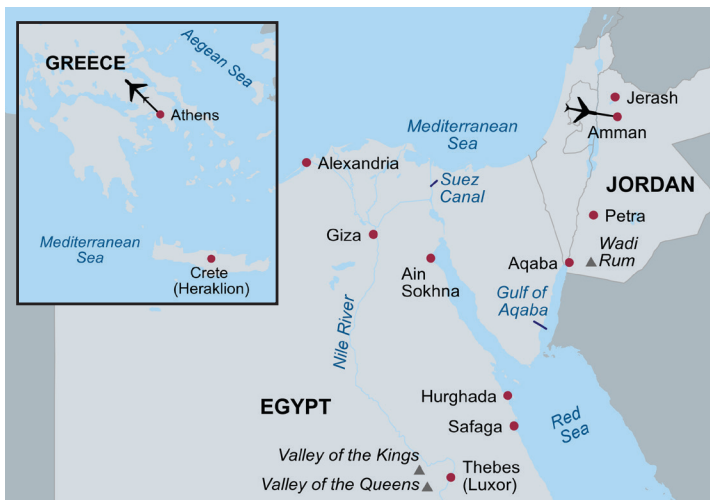 GREECE
Aegean Sea
Athens
Mediterranean
Sea
Crete
(Heraklion)
Mediterranean
Sea
Jerash
Amman
Alexandria
Suez
Canal
JORDAN
Petra
Giza
Wadi
Rum
Ain
Sokhna
Aqaba
Gulf of
Aqaba
Nile River
EGYPT
Hurghada
Safaga
Red
Sea
Valley of the Kings
Valley of the Queens
Thebes
(Luxor)